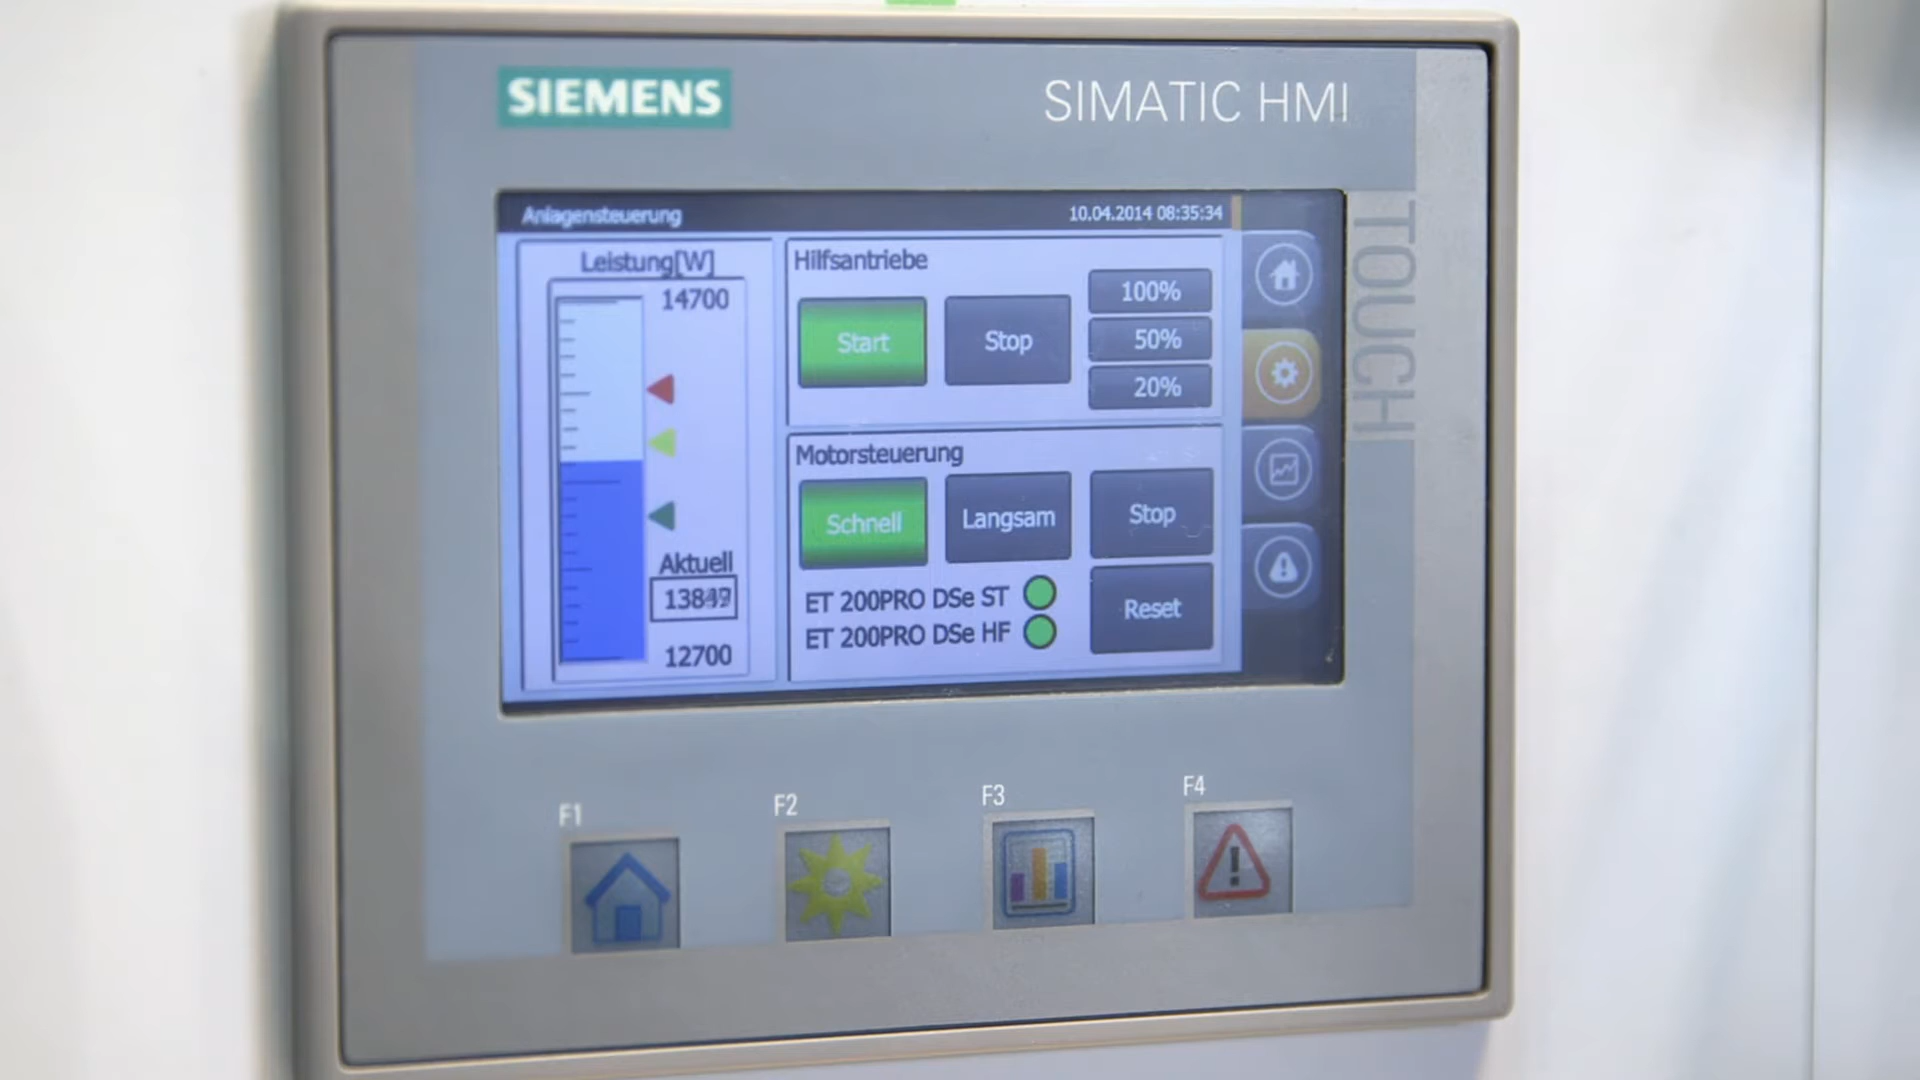 SIEMENS
SIMATIC HMI
TOUCH
Anlagensteuerung
10.04.2014 08:35:34
Leistung[W]
14700
Aktuell
12700
Hilfsantriebe
Start
Stop
100%
50%
20%
Motorsteuerung
Schnell
Langsam
Stop
ET 200PRO DSe ST
ET 200PRO DSe HF
Reset
F1
F2
F3
F4